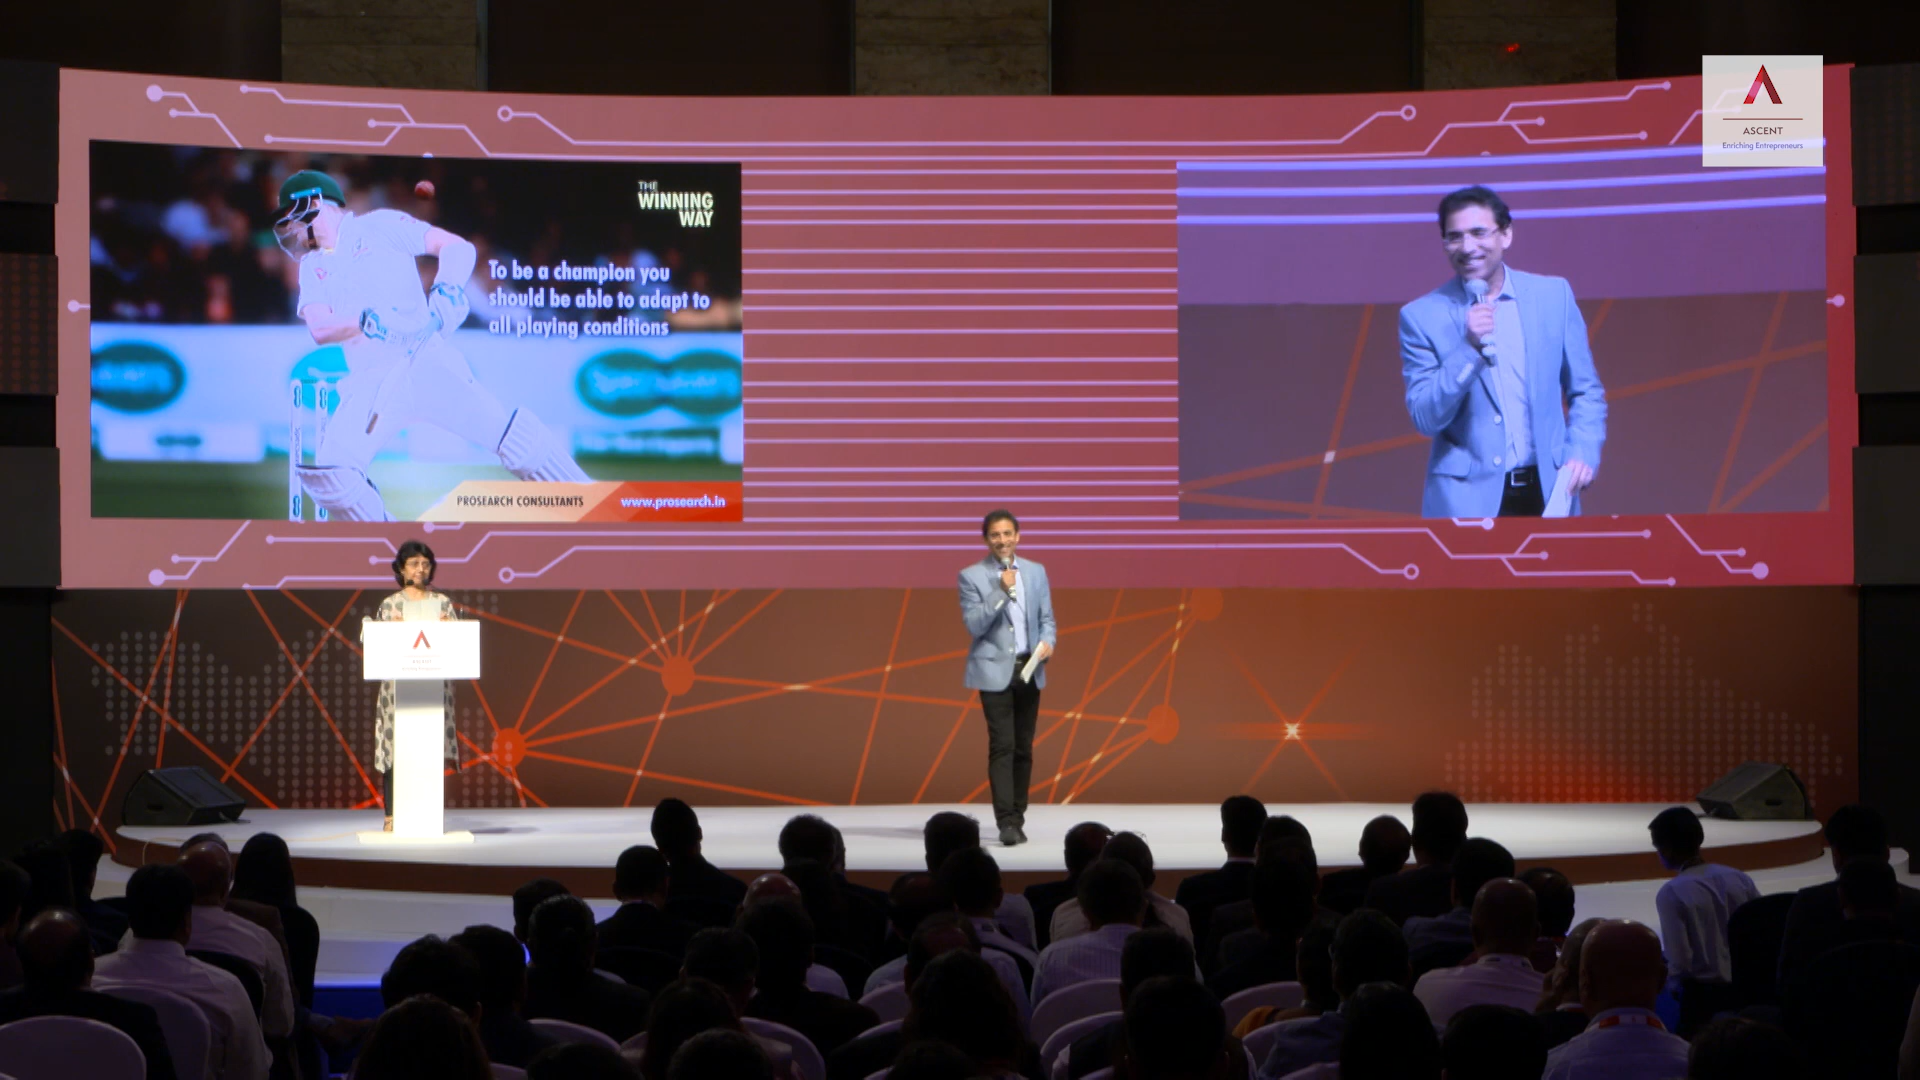 ASCENT
Enriching Entrepreneurs
THE
WINNING
WAY
To be a champion you
should be able to adapt to
all playing conditions
PROSEARCH CONSULTANTS
www.prosearch.in
ASCENT